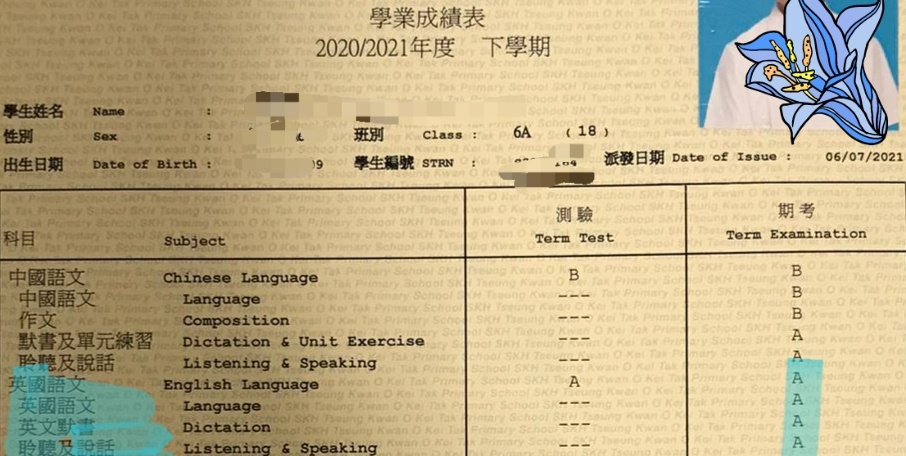 學業成績表
2020/2021年度 下學期
學生姓名 Name :
性別 Sex : 班別 Class : 6A ( 18 )
出生日期 Date of Birth : 09 學生編號 STRN : 派發日期 Date of Issue : 06/07/2021
科目 Subject 測驗 Term Test 期考 Term Examination
中國語文 Chinese Language B B
中國語文 Language --- B
作文 Composition --- B
默書及單元練習 Dictation & Unit Exercise --- A
聆聽及說話 Listening & Speaking --- A
英國語文 English Language A A
英國語文 Language --- A
英文默書 Dictation --- A
聆聽及說話 Listening & Speaking --- A